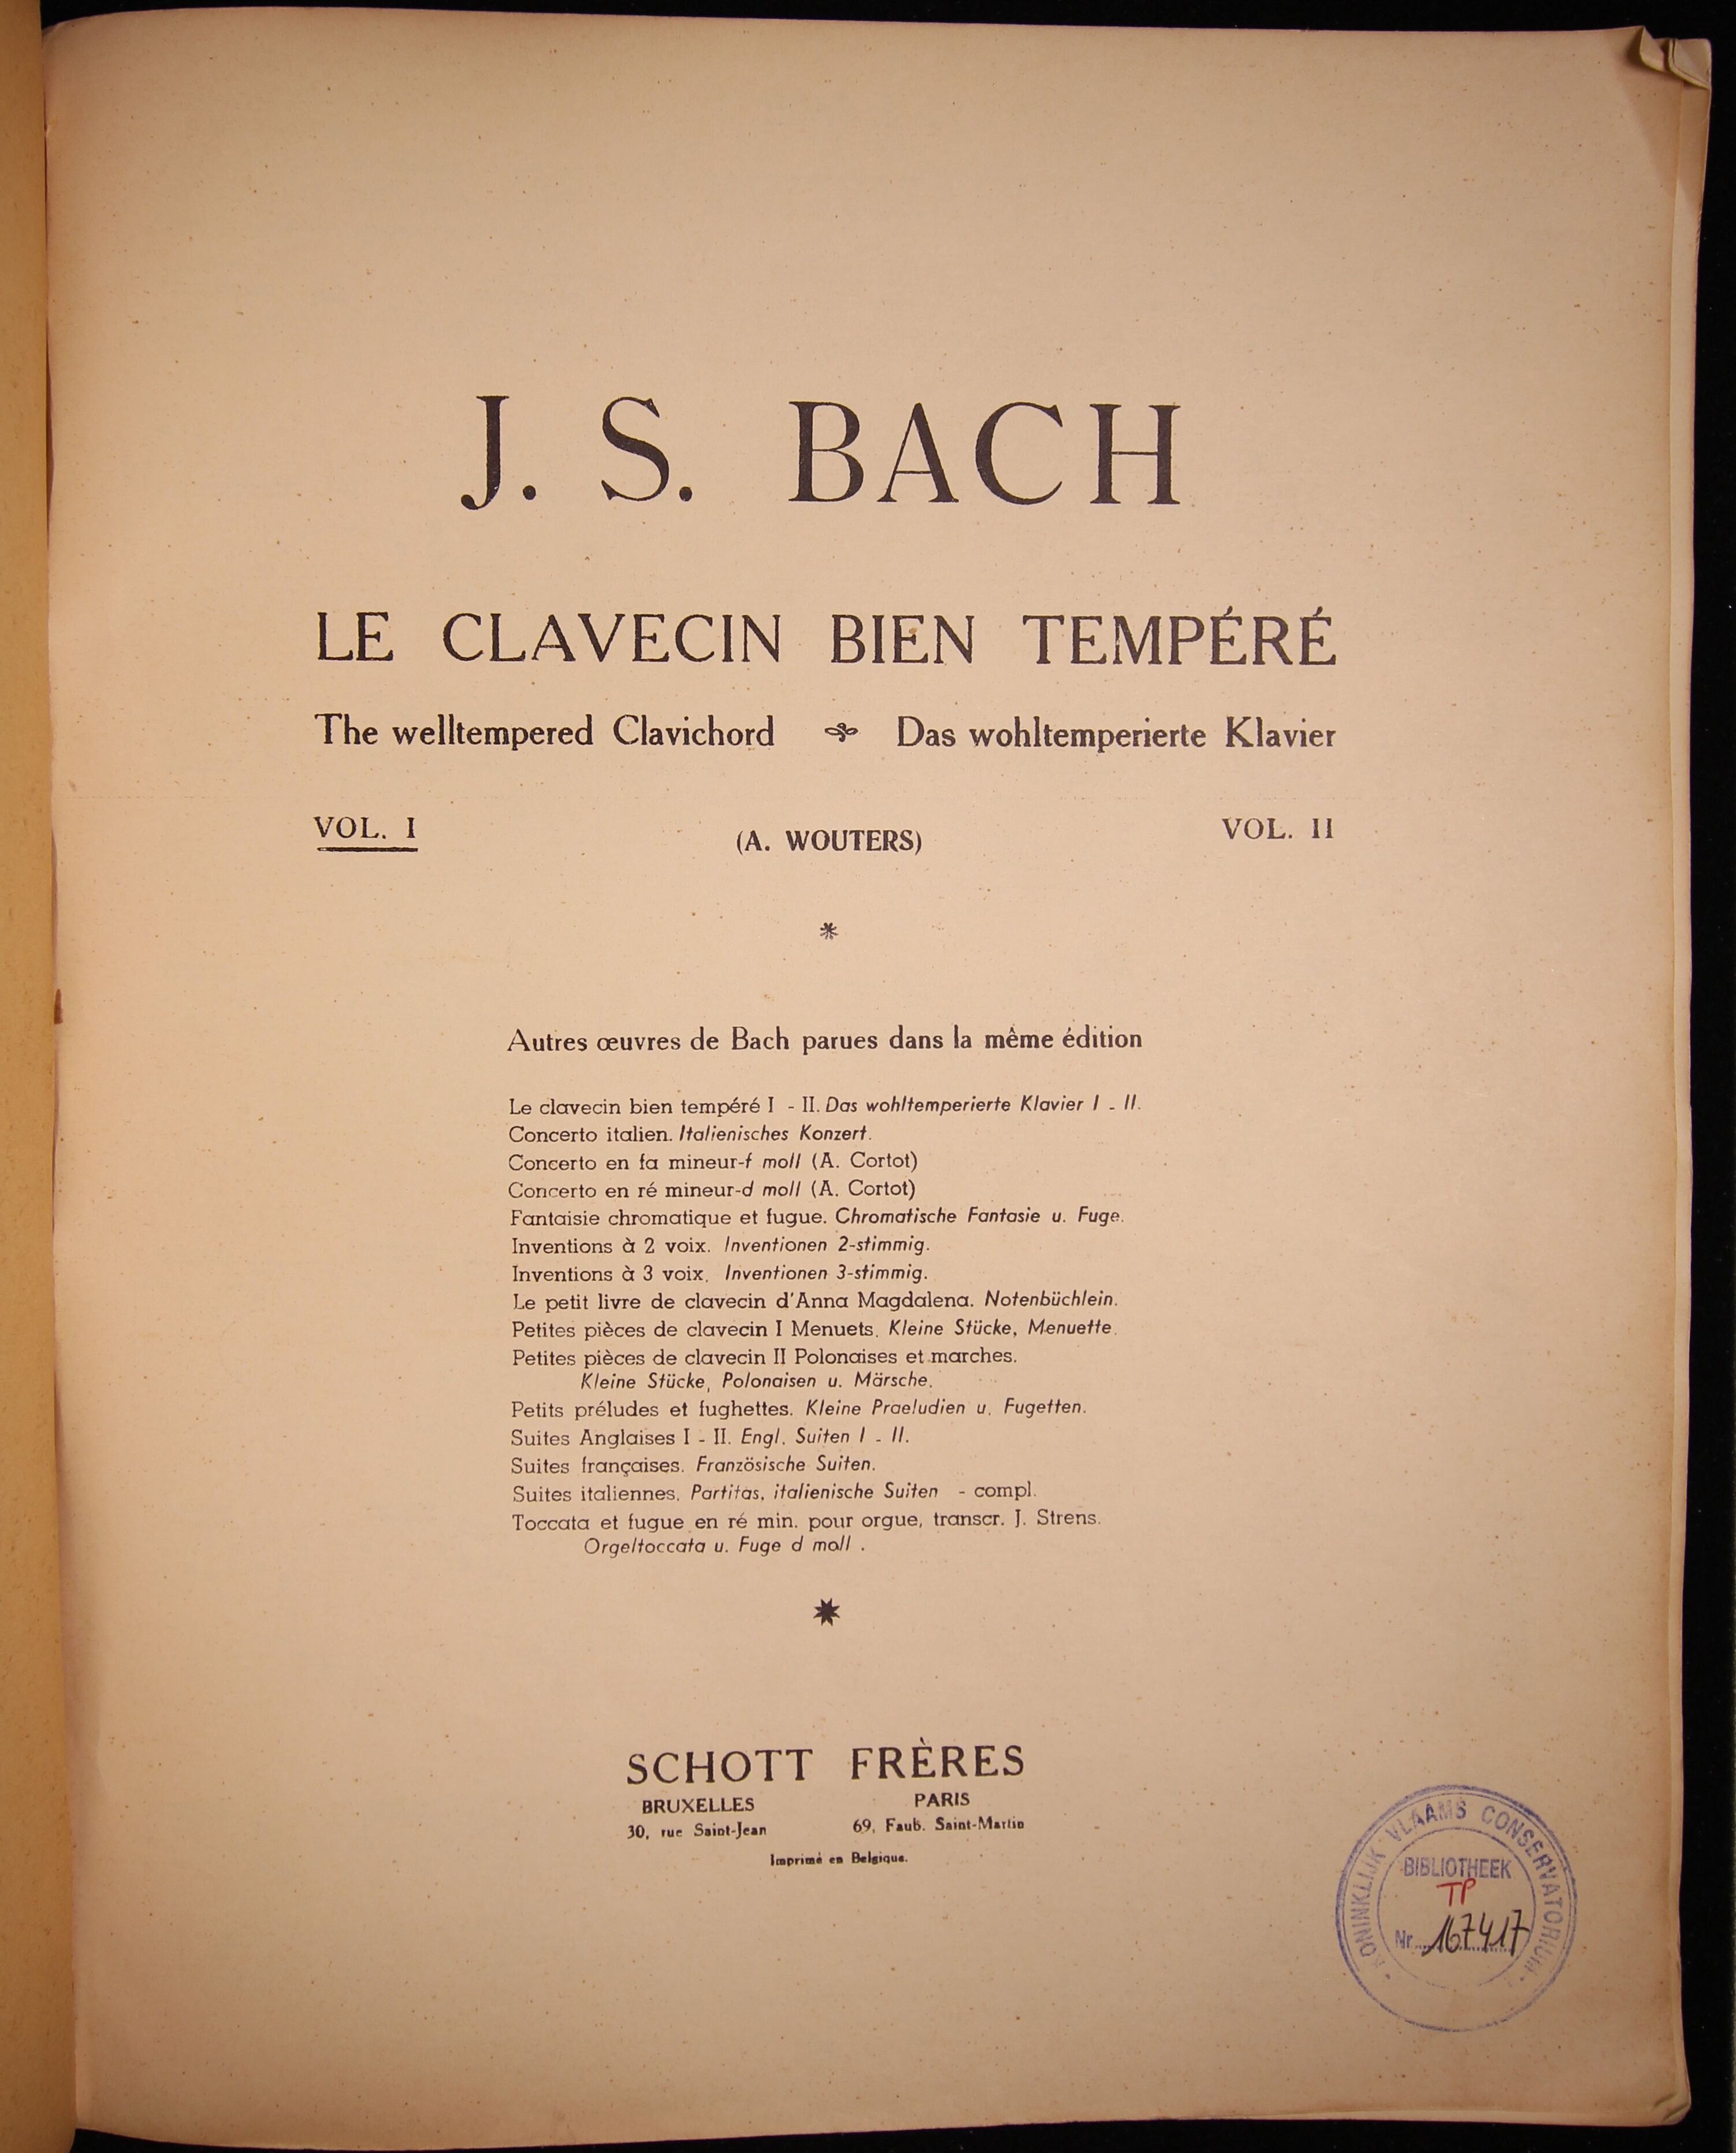 J. S. BACH
LE CLAVECIN BIEN TEMPÉRÉ
The welltempered Clavichord Das wohltemperierte Klavier
VOL. I (A. WOUTERS) VOL. II
*
Autres œuvres de Bach parues dans la même édition
Le clavecin bien tempéré I - II. Das wohltemperierte Klavier I - II.
Concerto italien. Italienisches Konzert.
Concerto en fa mineur-f moll (A. Cortot)
Concerto en ré mineur-d moll (A. Cortot)
Fantaisie chromatique et fugue. Chromatische Fantasie u. Fuge.
Inventions à 2 voix. Inventionen 2-stimmig.
Inventions à 3 voix. Inventionen 3-stimmig.
Le petit livre de clavecin d'Anna Magdalena. Notenbüchlein.
Petites pièces de clavecin I Menuets. Kleine Stücke, Menuette.
Petites pièces de clavecin II Polonaises et marches.
Kleine Stücke, Polonaisen u. Märsche.
Petits préludes et fughettes. Kleine Praeludien u. Fugetten.
Suites Anglaises I - II. Engl. Suiten I - II.
Suites françaises. Französische Suiten.
Suites italiennes. Partitas, italienische Suiten - compl.
Toccata et fugue en ré min. pour orgue, transcr. J. Strens.
Orgeltoccata u. Fuge d moll .
*
SCHOTT FRÈRES
BRUXELLES PARIS
30, rue Saint-Jean 69, Faub. Saint-Martin
Imprimé en Belgique.
KONINKLIJK VLAAMS CONSERVATORIUM
BIBLIOTHEEK
TP
Nr. 167417